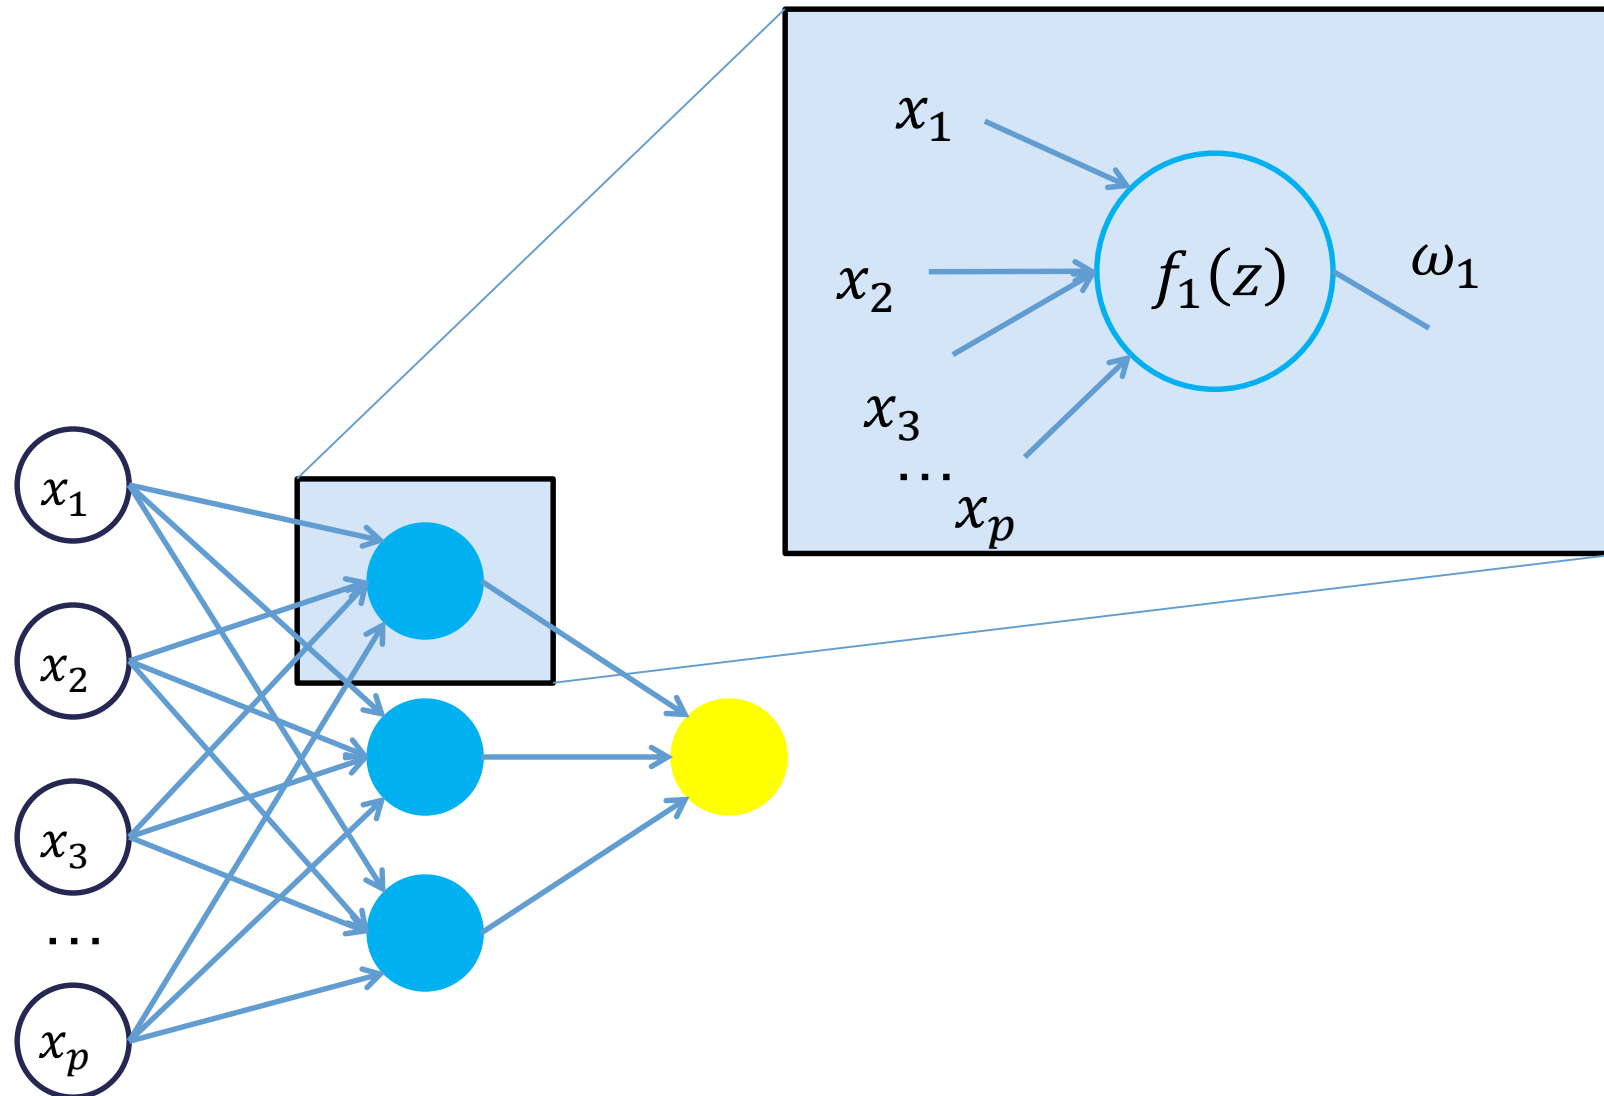 x₁
x₂
x₃
…
xₚ
x₁
x₂
x₃
…
xₚ
f₁(z)
ω₁